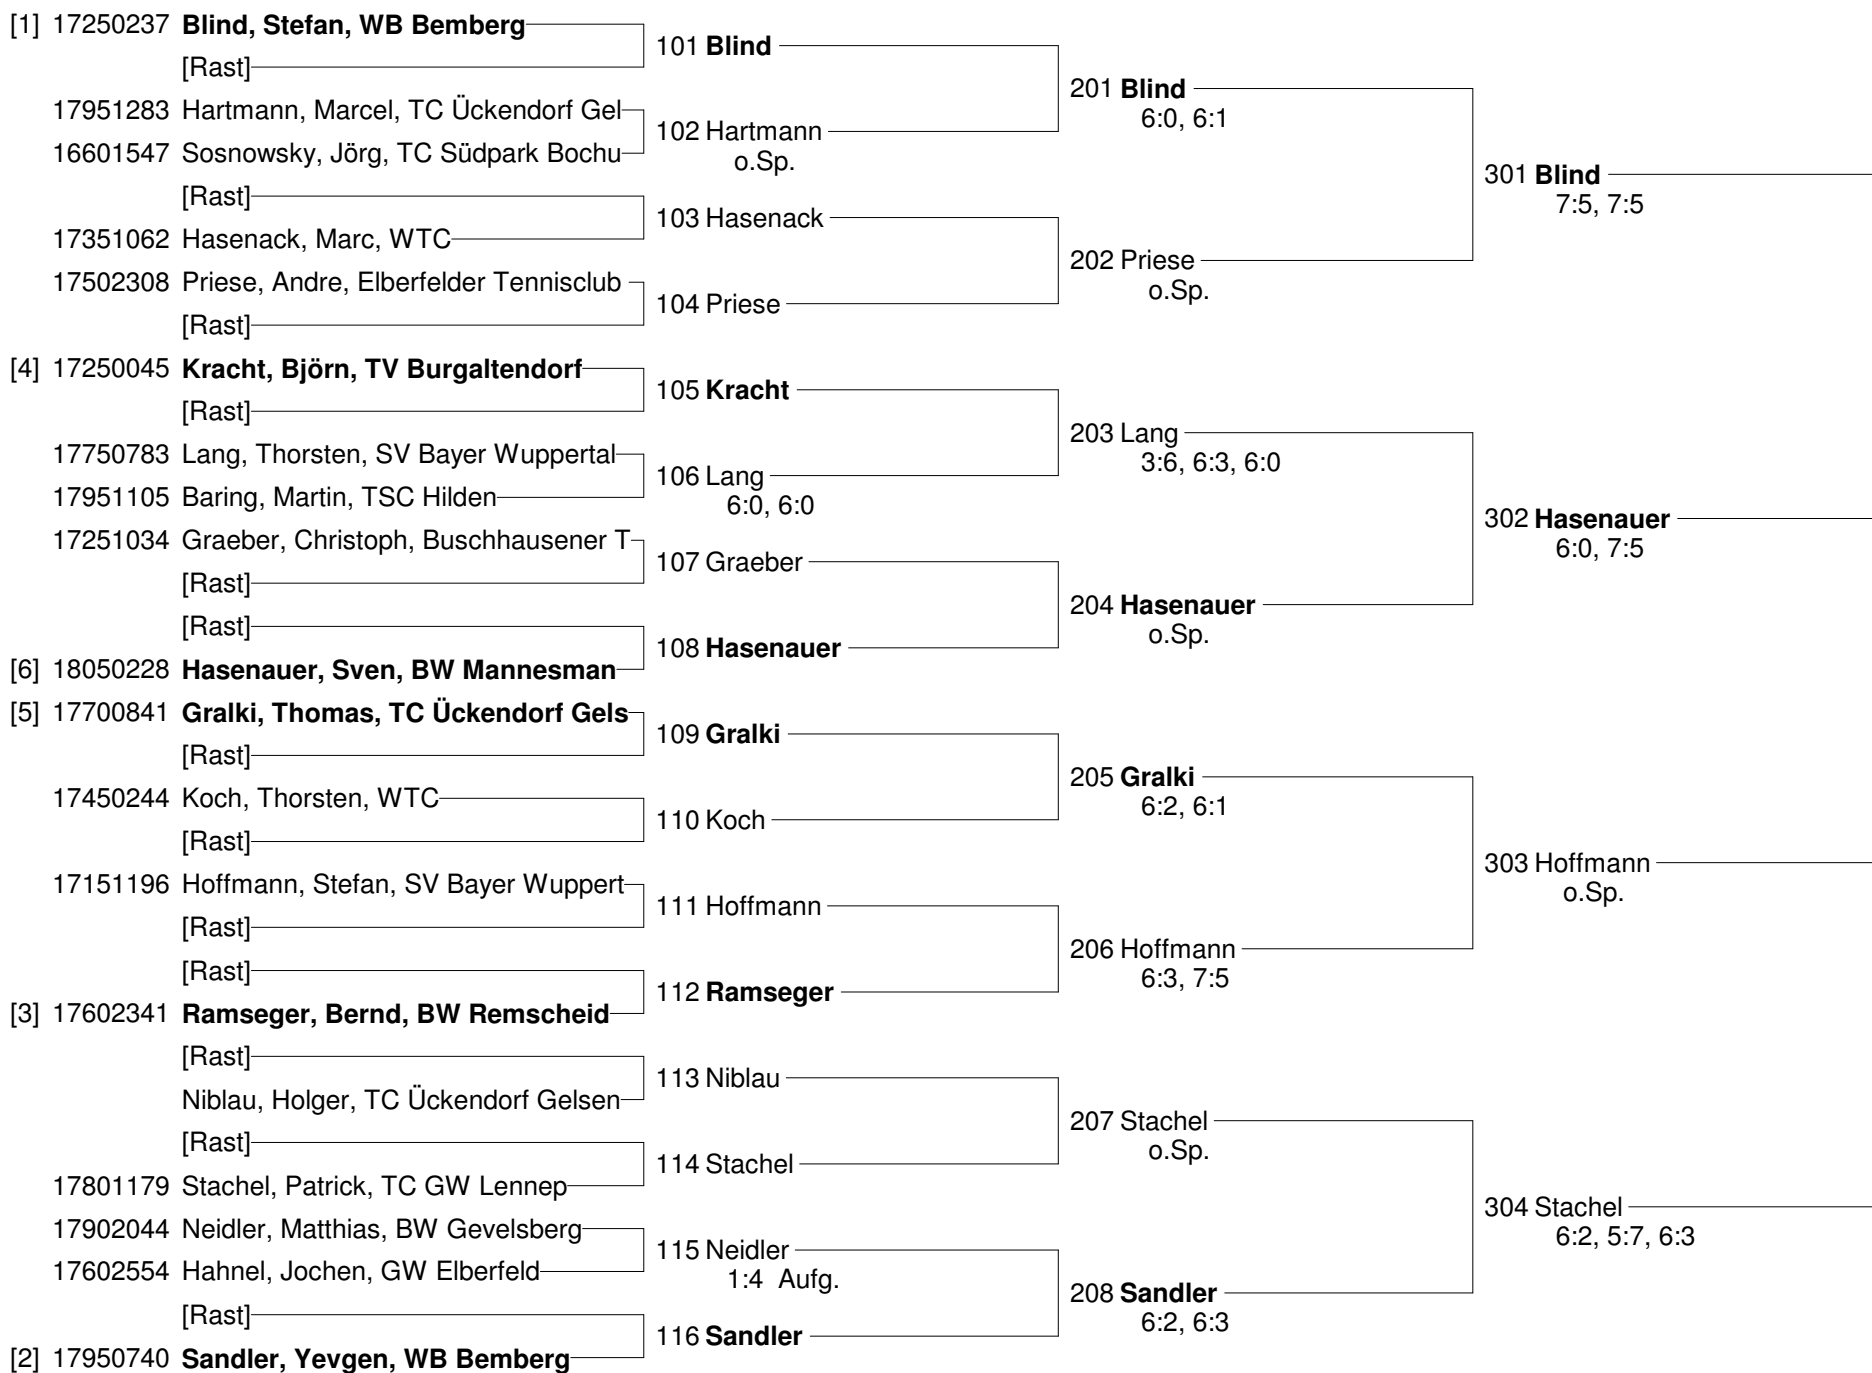 [1] 17250237 Blind, Stefan, WB Bemberg
[Rast]
17951283 Hartmann, Marcel, TC Ückendorf Gel
16601547 Sosnowsky, Jörg, TC Südpark Bochu
[Rast]
17351062 Hasenack, Marc, WTC
17502308 Priese, Andre, Elberfelder Tennisclub
[Rast]
[4] 17250045 Kracht, Björn, TV Burgaltendorf
[Rast]
17750783 Lang, Thorsten, SV Bayer Wuppertal
17951105 Baring, Martin, TSC Hilden
17251034 Graeber, Christoph, Buschhausener T
[Rast]
[Rast]
[6] 18050228 Hasenauer, Sven, BW Mannesman
[5] 17700841 Gralki, Thomas, TC Ückendorf Gels
[Rast]
17450244 Koch, Thorsten, WTC
[Rast]
17151196 Hoffmann, Stefan, SV Bayer Wuppert
[Rast]
[Rast]
[3] 17602341 Ramseger, Bernd, BW Remscheid
[Rast]
Niblau, Holger, TC Ückendorf Gelsen
[Rast]
17801179 Stachel, Patrick, TC GW Lennep
17902044 Neidler, Matthias, BW Gevelsberg
17602554 Hahnel, Jochen, GW Elberfeld
[Rast]
[2] 17950740 Sandler, Yevgen, WB Bemberg
101 Blind
102 Hartmann
o.Sp.
103 Hasenack
104 Priese
105 Kracht
106 Lang
6:0, 6:0
107 Graeber
108 Hasenauer
109 Gralki
110 Koch
111 Hoffmann
112 Ramseger
113 Niblau
114 Stachel
115 Neidler
1:4 Aufg.
116 Sandler
201 Blind
6:0, 6:1
202 Priese
o.Sp.
203 Lang
3:6, 6:3, 6:0
204 Hasenauer
o.Sp.
205 Gralki
6:2, 6:1
206 Hoffmann
6:3, 7:5
207 Stachel
o.Sp.
208 Sandler
6:2, 6:3
301 Blind
7:5, 7:5
302 Hasenauer
6:0, 7:5
303 Hoffmann
o.Sp.
304 Stachel
6:2, 5:7, 6:3